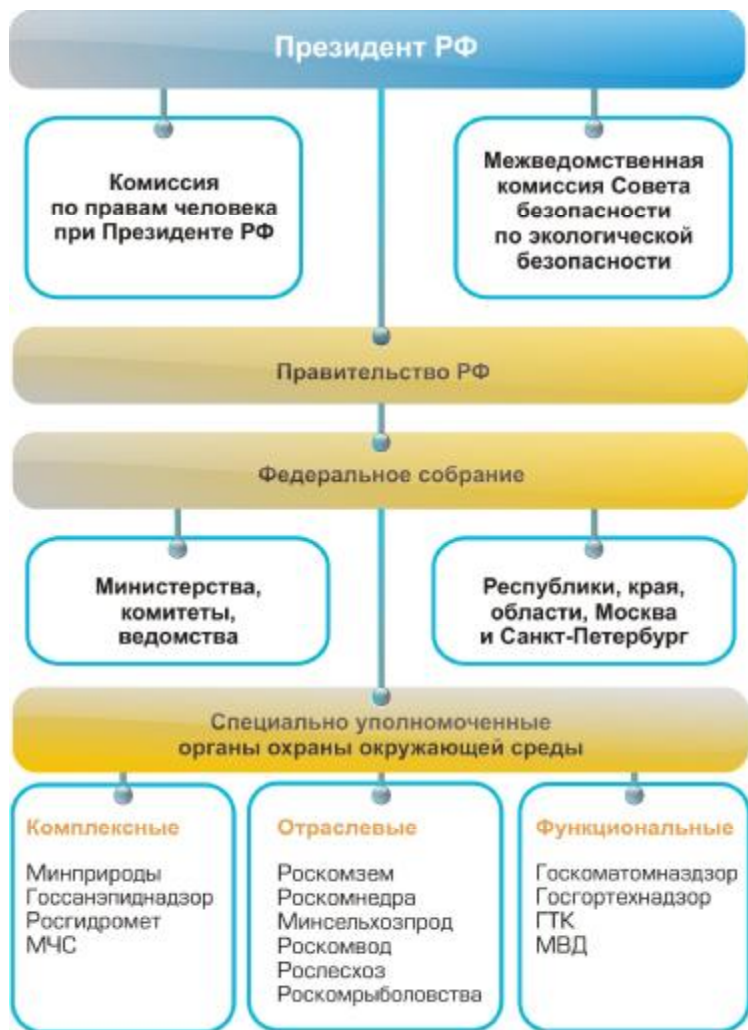 Президент РФ
Комиссия
по правам человека
при Президенте РФ
Межведомственная
комиссия Совета
безопасности
по экологической
безопасности
Правительство РФ
Федеральное собрание
Министерства,
комитеты,
ведомства
Республики, края,
области, Москва
и Санкт-Петербург
Специально уполномоченные
органы охраны окружающей среды
Комплексные
Минприроды
Госсанэпиднадзор
Росгидромет
МЧС
Отраслевые
Роскомзем
Роскомнедра
Минсельхозпрод
Роскомвод
Рослесхоз
Роскомрыболовства
Функциональные
Госкоматомназдзор
Госгортехнадзор
ГТК
МВД